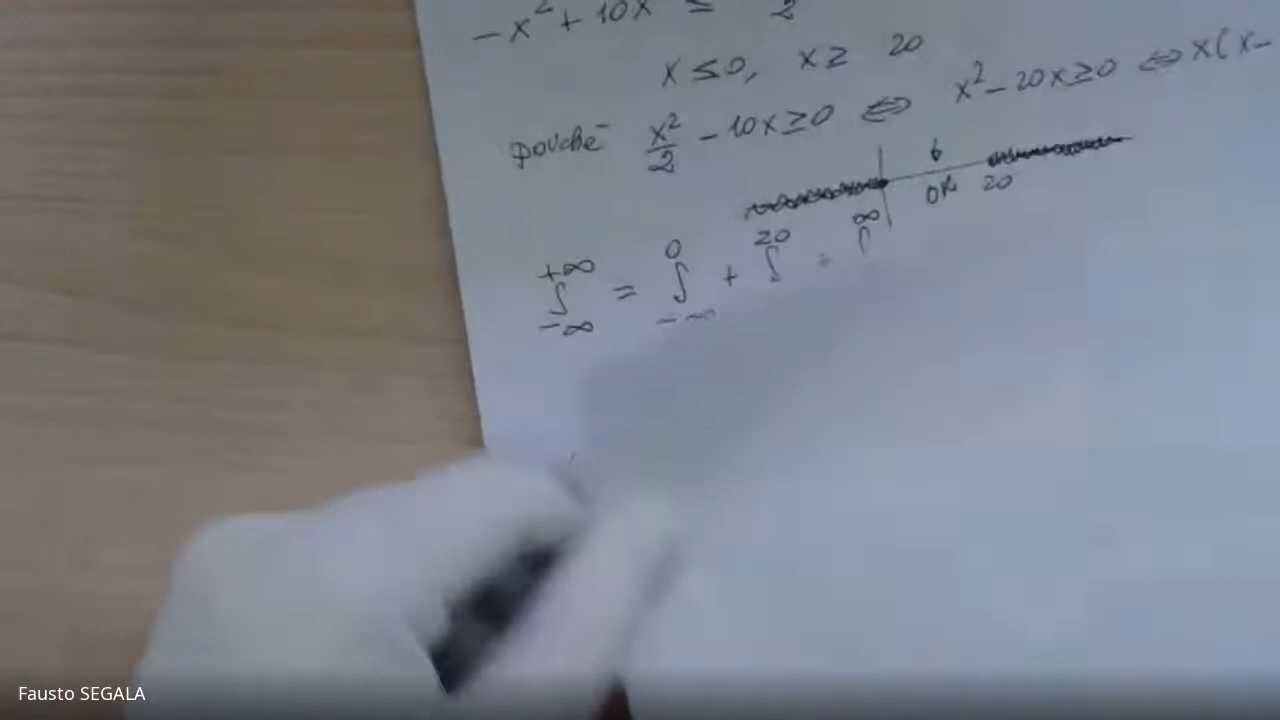 -x² + 10x ≤ 2
x ≤ 0, x ≥ 20
poiché x²/2 - 10x ≥ 0 ⇔ x² - 20x ≥ 0 ⇔ x(x-
6
OK 20
+∞ 0 20 ∞
∫ = ∫ + ∫ + ∫
-∞ -∞
Fausto SEGALA